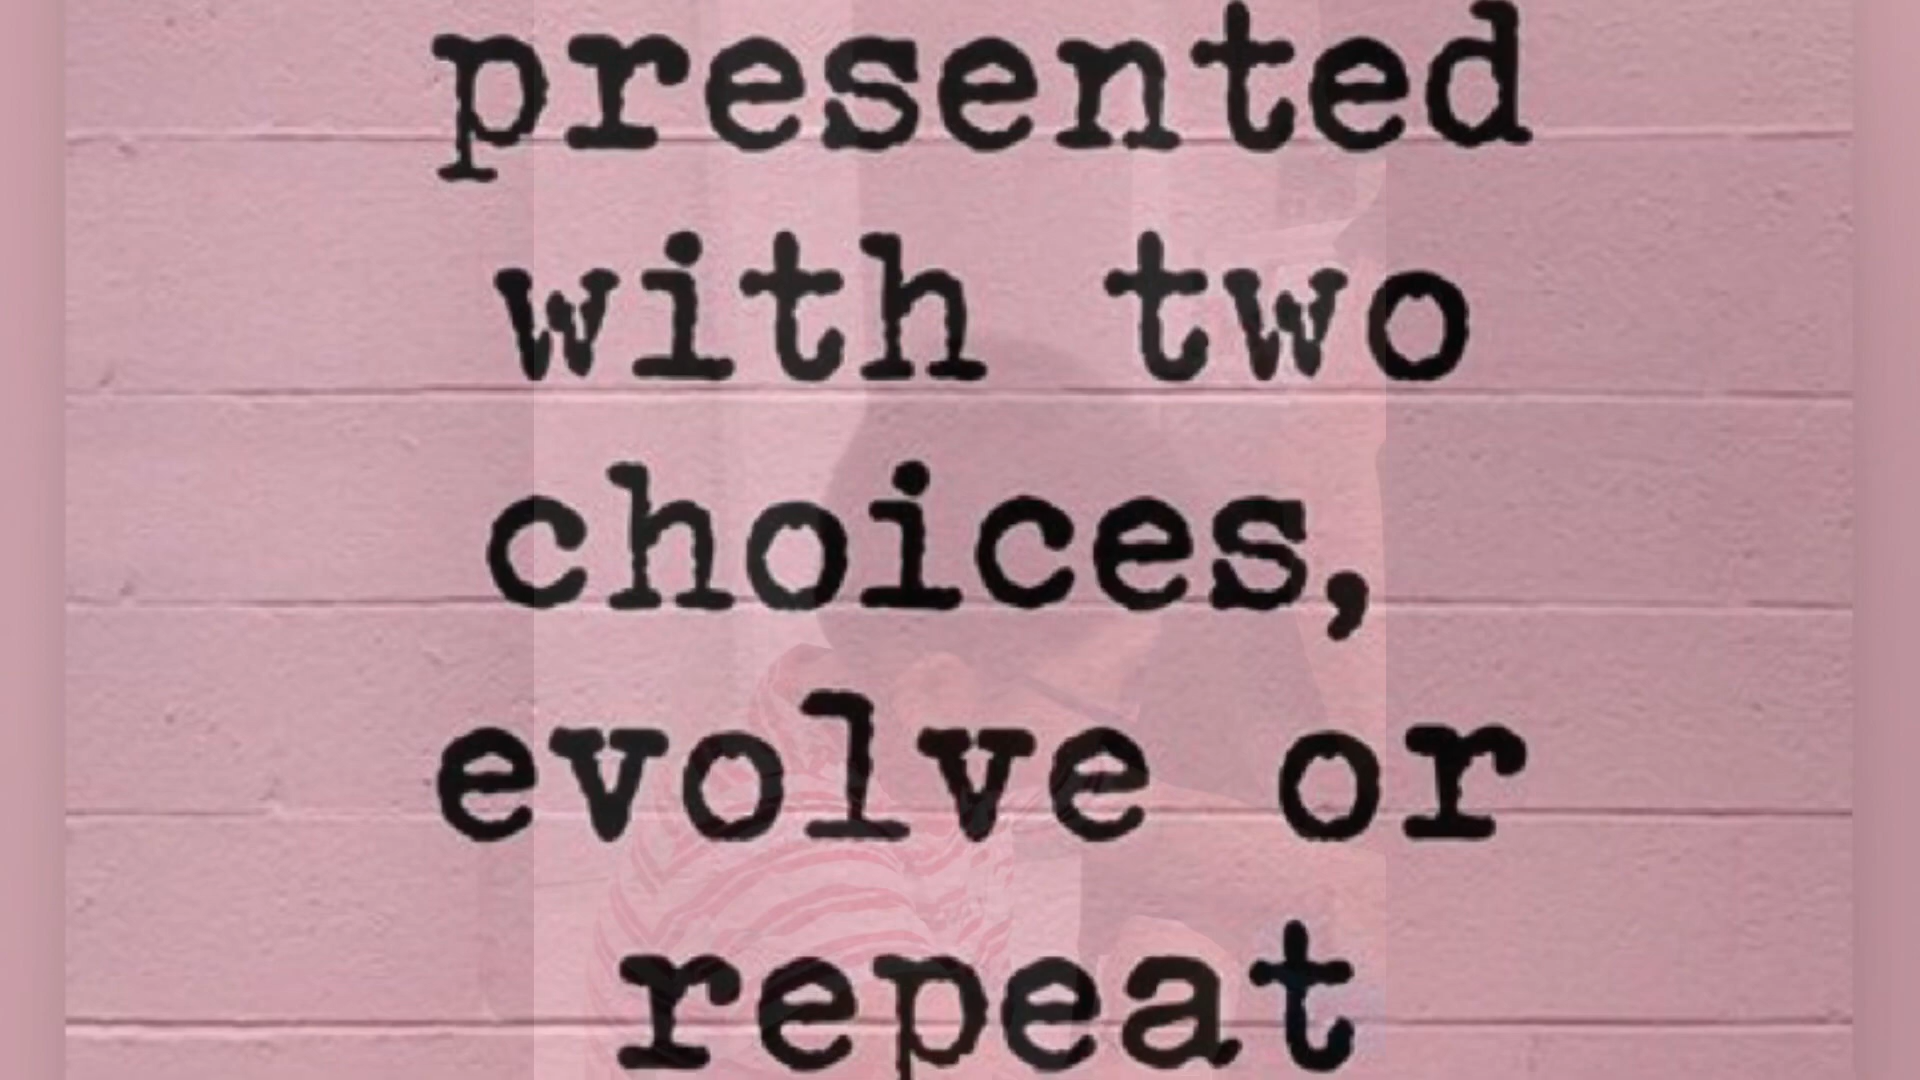 presented
with two
choices,
evolve or
repeat